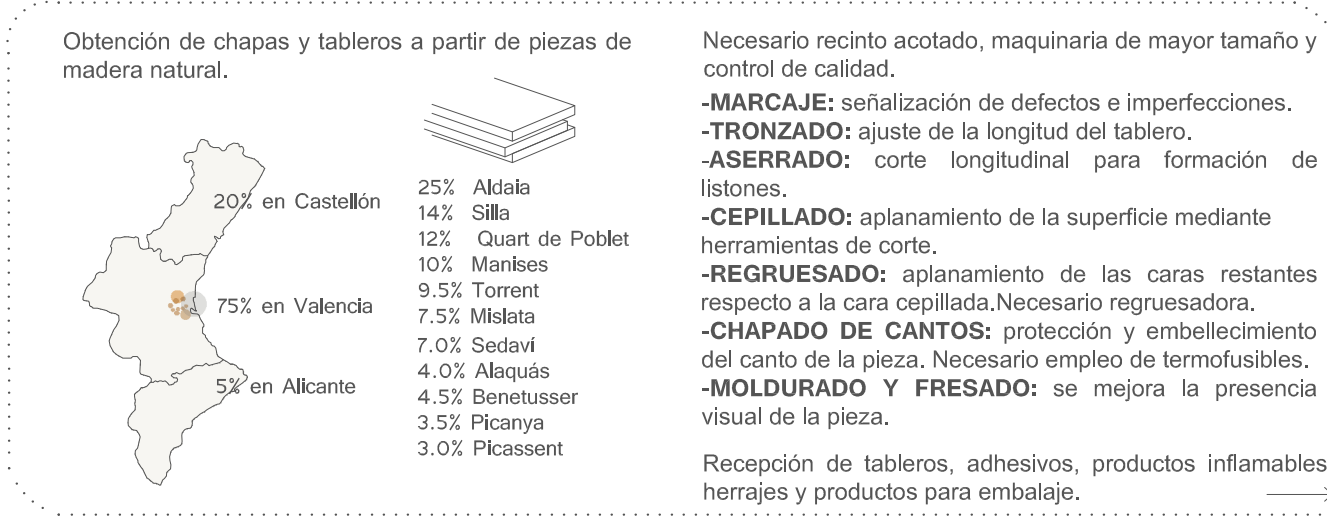 Obtención de chapas y tableros a partir de piezas de
madera natural.
20% en Castellón
75% en Valencia
5% en Alicante
25% Aldaia
14% Silla
12% Quart de Poblet
10% Manises
9.5% Torrent
7.5% Mislata
7.0% Sedaví
4.0% Alaquás
4.5% Benetusser
3.5% Picanya
3.0% Picassent
Necesario recinto acotado, maquinaria de mayor tamaño y
control de calidad.
-MARCAJE: señalización de defectos e imperfecciones.
-TRONZADO: ajuste de la longitud del tablero.
-ASERRADO: corte longitudinal para formación de
listones.
-CEPILLADO: aplanamiento de la superficie mediante
herramientas de corte.
-REGRUESADO: aplanamiento de las caras restantes
respecto a la cara cepillada.Necesario regruesadora.
-CHAPADO DE CANTOS: protección y embellecimiento
del canto de la pieza. Necesario empleo de termofusibles.
-MOLDURADO Y FRESADO: se mejora la presencia
visual de la pieza.
Recepción de tableros, adhesivos, productos inflamables
herrajes y productos para embalaje.